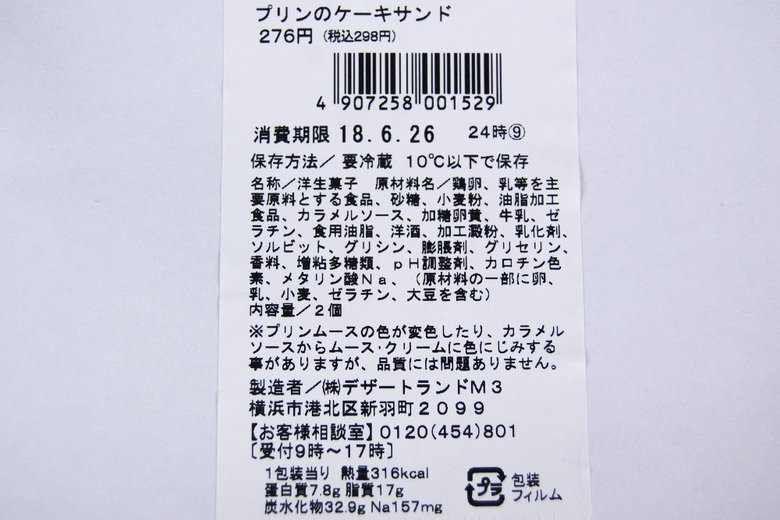 プリンのケーキサンド
276円（税込298円）
4 907258 001529
消費期限 18.6.26 24時⑨
保存方法／要冷蔵 10℃以下で保存
名称／洋生菓子 原材料名／鶏卵、乳等を主
要原料とする食品、砂糖、小麦粉、油脂加工
食品、カラメルソース、加糖卵黄、牛乳、ゼ
ラチン、食用油脂、洋酒、加工澱粉、乳化剤、
ソルビット、グリシン、膨脹剤、グリセリン、
香料、増粘多糖類、ｐＨ調整剤、カロチン色
素、メタリン酸Ｎａ、（原材料の一部に卵、
乳、小麦、ゼラチン、大豆を含む）
内容量／２個
※プリンムースの色が変色したり、カラメル
ソースからムース・クリームに色にじみする
事がありますが、品質には問題ありません。
製造者／㈱デザートランドＭ３
横浜市港北区新羽町２０９９
【お客様相談室】0120(454)801
［受付9時～17時］
1包装当り 熱量316kcal
蛋白質7.8g 脂質17g
炭水化物32.9g Na157mg
プラ
包装
フィルム